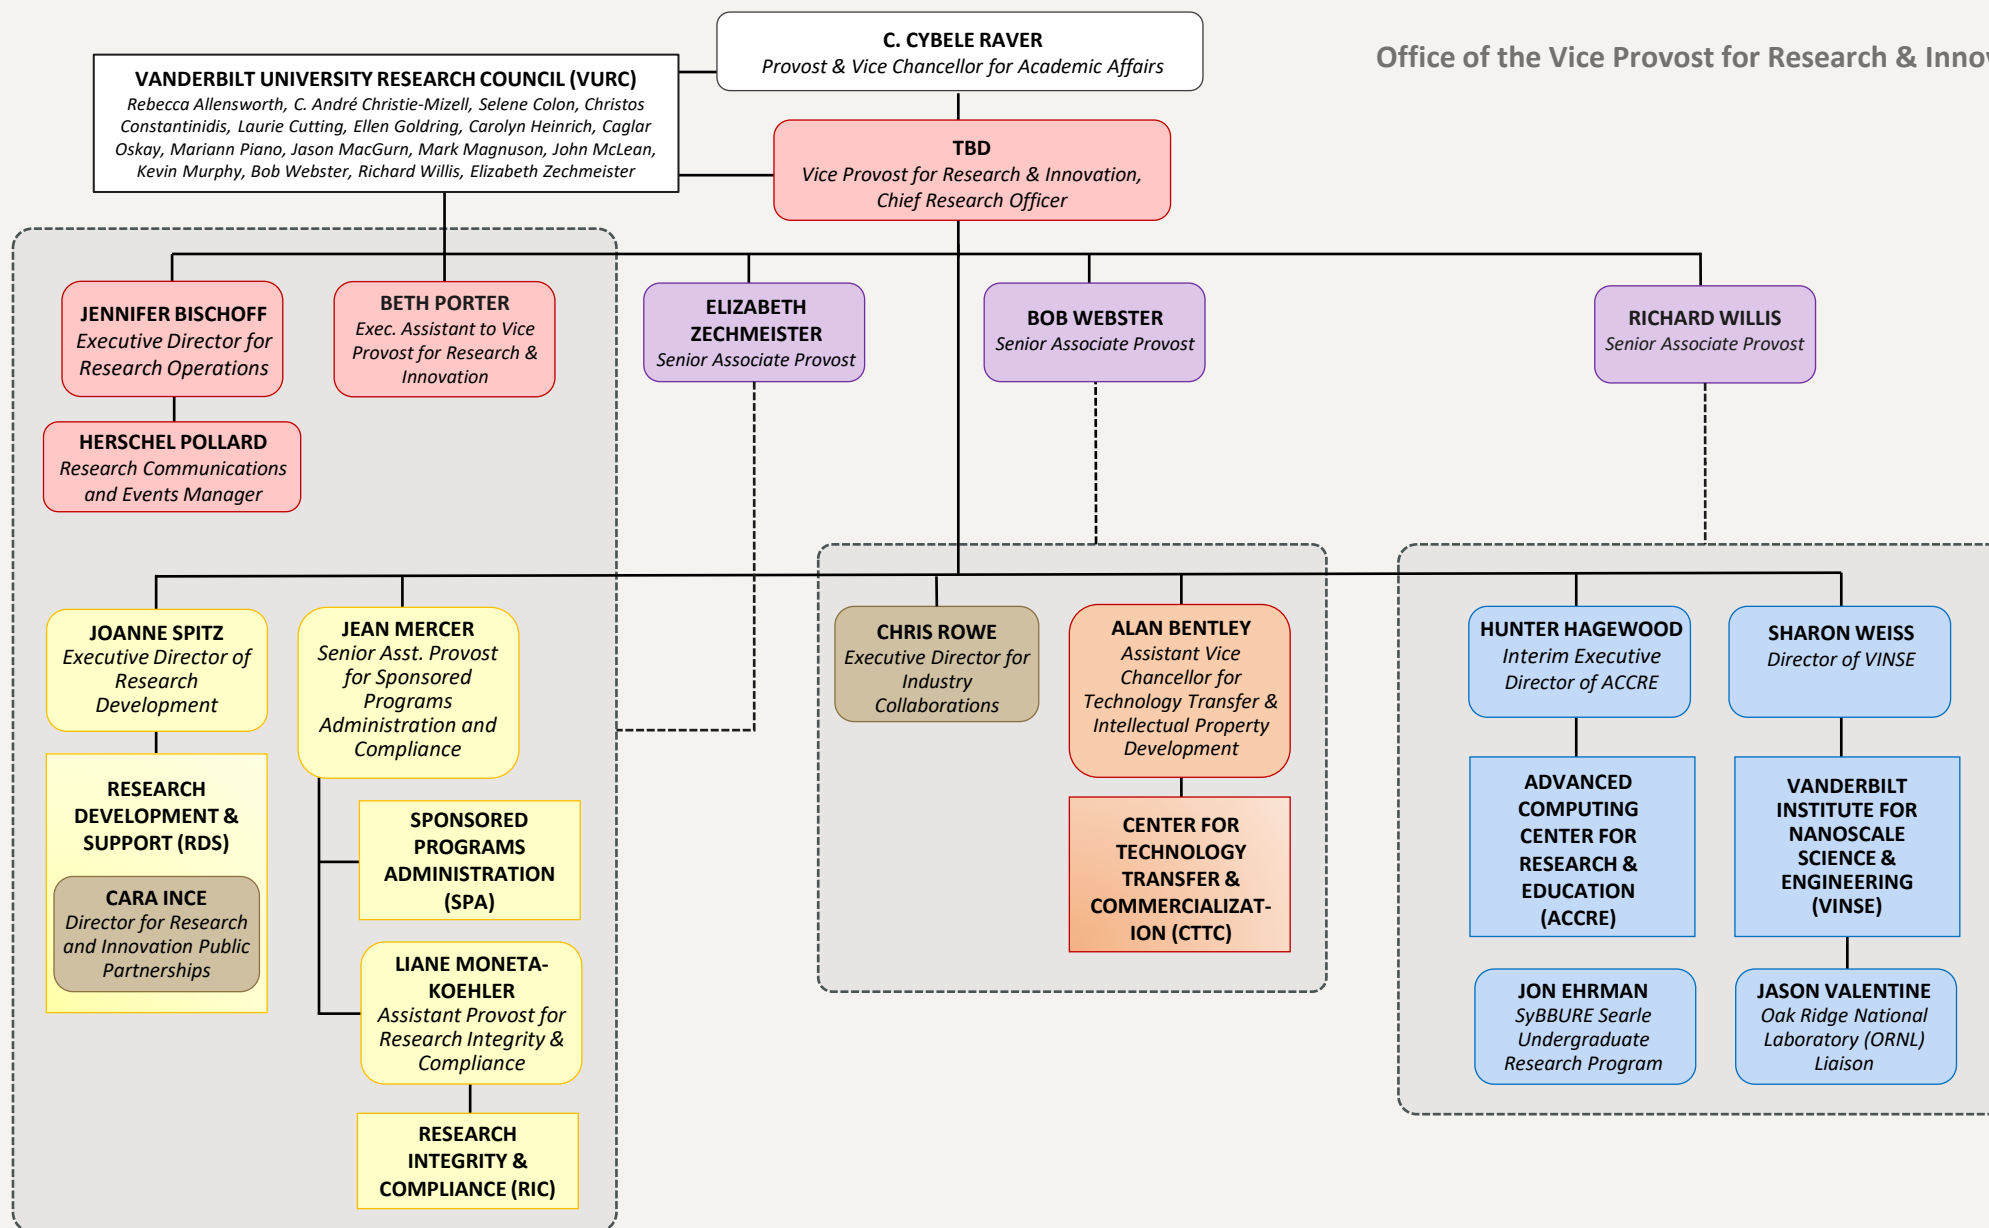 C. CYBELE RAVER
Provost & Vice Chancellor for Academic Affairs
Office of the Vice Provost for Research & Innov
VANDERBILT UNIVERSITY RESEARCH COUNCIL (VURC)
Rebecca Allensworth, C. André Christie-Mizell, Selene Colon, Christos
Constantinidis, Laurie Cutting, Ellen Goldring, Carolyn Heinrich, Caglar
Oskay, Mariann Piano, Jason MacGurn, Mark Magnuson, John McLean,
Kevin Murphy, Bob Webster, Richard Willis, Elizabeth Zechmeister
TBD
Vice Provost for Research & Innovation,
Chief Research Officer
JENNIFER BISCHOFF
Executive Director for
Research Operations
BETH PORTER
Exec. Assistant to Vice
Provost for Research &
Innovation
ELIZABETH
ZECHMEISTER
Senior Associate Provost
BOB WEBSTER
Senior Associate Provost
RICHARD WILLIS
Senior Associate Provost
HERSCHEL POLLARD
Research Communications
and Events Manager
JOANNE SPITZ
Executive Director of
Research
Development
JEAN MERCER
Senior Asst. Provost
for Sponsored
Programs
Administration and
Compliance
CHRIS ROWE
Executive Director for
Industry
Collaborations
ALAN BENTLEY
Assistant Vice
Chancellor for
Technology Transfer &
Intellectual Property
Development
HUNTER HAGEWOOD
Interim Executive
Director of ACCRE
SHARON WEISS
Director of VINSE
RESEARCH
DEVELOPMENT &
SUPPORT (RDS)
CARA INCE
Director for Research
and Innovation Public
Partnerships
SPONSORED
PROGRAMS
ADMINISTRATION
(SPA)
LIANE MONETA-
KOEHLER
Assistant Provost for
Research Integrity &
Compliance
RESEARCH
INTEGRITY &
COMPLIANCE (RIC)
CENTER FOR
TECHNOLOGY
TRANSFER &
COMMERCIALIZAT-
ION (CTTC)
ADVANCED
COMPUTING
CENTER FOR
RESEARCH &
EDUCATION
(ACCRE)
VANDERBILT
INSTITUTE FOR
NANOSCALE
SCIENCE &
ENGINEERING
(VINSE)
JON EHRMAN
SyBBURE Searle
Undergraduate
Research Program
JASON VALENTINE
Oak Ridge National
Laboratory (ORNL)
Liaison